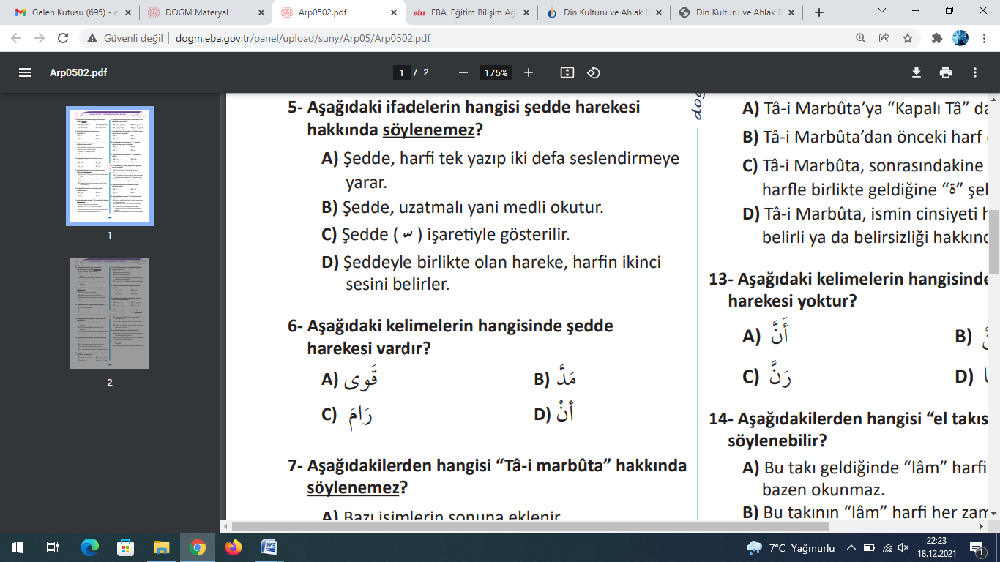 Gelen Kutusu (695) - e
DOGM Materyal
Arp0502.pdf
eba EBA, Eğitim Bilişim Ağ
Din Kültürü ve Ahlak B
Din Kültürü ve Ahlak B
Güvenli değil
dogm.eba.gov.tr/panel/upload/suny/Arp05/Arp0502.pdf
Arp0502.pdf
1 / 2
175%
1
2
5- Aşağıdaki ifadelerin hangisi şedde harekesi
hakkında söylenemez?
A) Şedde, harfi tek yazıp iki defa seslendirmeye
yarar.
B) Şedde, uzatmalı yani medli okutur.
C) Şedde ( ّ ) işaretiyle gösterilir.
D) Şeddeyle birlikte olan hareke, harfin ikinci
sesini belirler.
6- Aşağıdaki kelimelerin hangisinde şedde
harekesi vardır?
A) قَوى
B) مَدَّ
C) رَامَ
D) أنْ
7- Aşağıdakilerden hangisi “Tâ-i marbûta” hakkında
söylenemez?
A) Bazı isimlerin sonuna eklenir
dog
A) Tâ-i Marbûta’ya “Kapalı Tâ” da
B) Tâ-i Marbûta’dan önceki harf
C) Tâ-i Marbûta, sonrasındakine
harfle birlikte geldiğine “ة” şel
D) Tâ-i Marbûta, ismin cinsiyeti h
belirli ya da belirsizliği hakkınd
13- Aşağıdaki kelimelerin hangisinde
harekesi yoktur?
A) أَنَّ
B)
C) رَنَّ
D)
14- Aşağıdakilerden hangisi “el takıs
söylenebilir?
A) Bu takı geldiğinde “lâm” harfi
bazen okunmaz.
B) Bu takının “lâm” harfi her zam
7°C Yağmurlu
22:23
18.12.2021
1